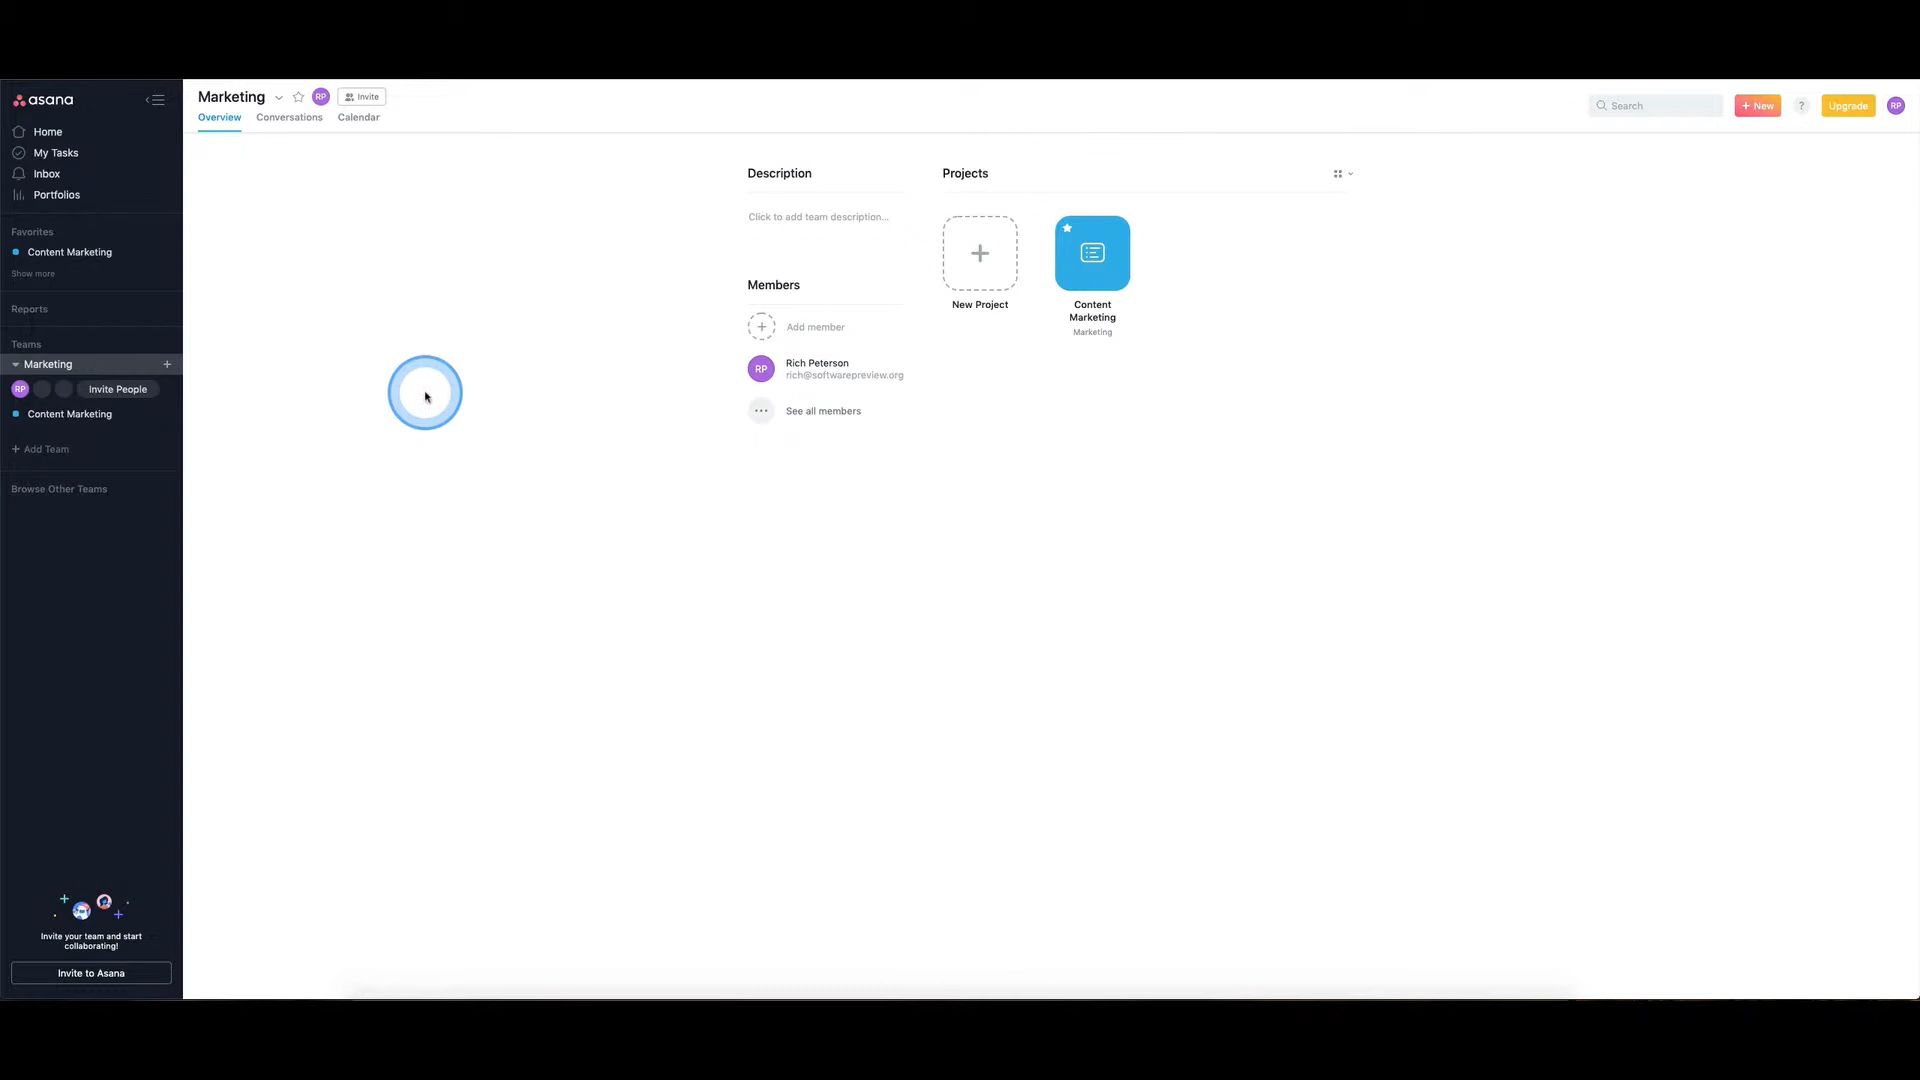 asana
Home
My Tasks
Inbox
Portfolios
Favorites
Content Marketing
Show more
Reports
Teams
Marketing
RP
Invite People
Content Marketing
+ Add Team
Browse Other Teams
Invite your team and start
collaborating!
Invite to Asana
Marketing
RP
Invite
Overview
Conversations
Calendar
Search
+ New
?
Upgrade
RP
Description
Click to add team description...
Members
Add member
RP
Rich Peterson
rich@softwarepreview.org
See all members
Projects
New Project
Content
Marketing
Marketing